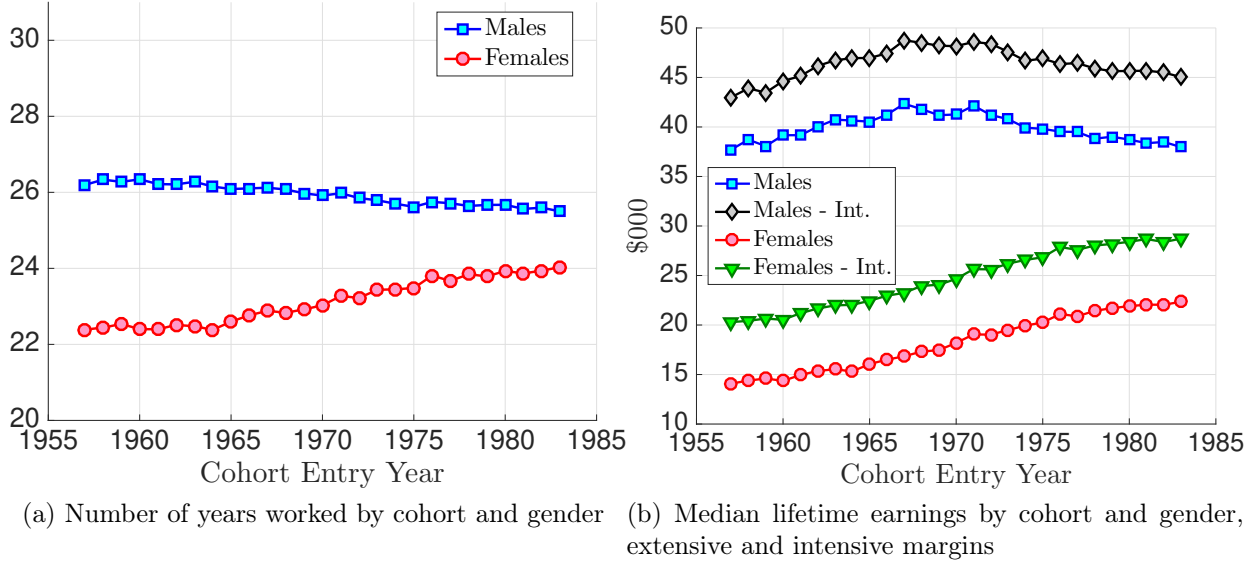 30
28
26
24
22
20
1955 1960 1965 1970 1975 1980 1985
Cohort Entry Year
Males
Females
(a) Number of years worked by cohort and gender
50
45
40
35
30
25
20
15
10
$000
1955 1960 1965 1970 1975 1980 1985
Cohort Entry Year
Males
Males - Int.
Females
Females - Int.
(b) Median lifetime earnings by cohort and gender,
extensive and intensive margins